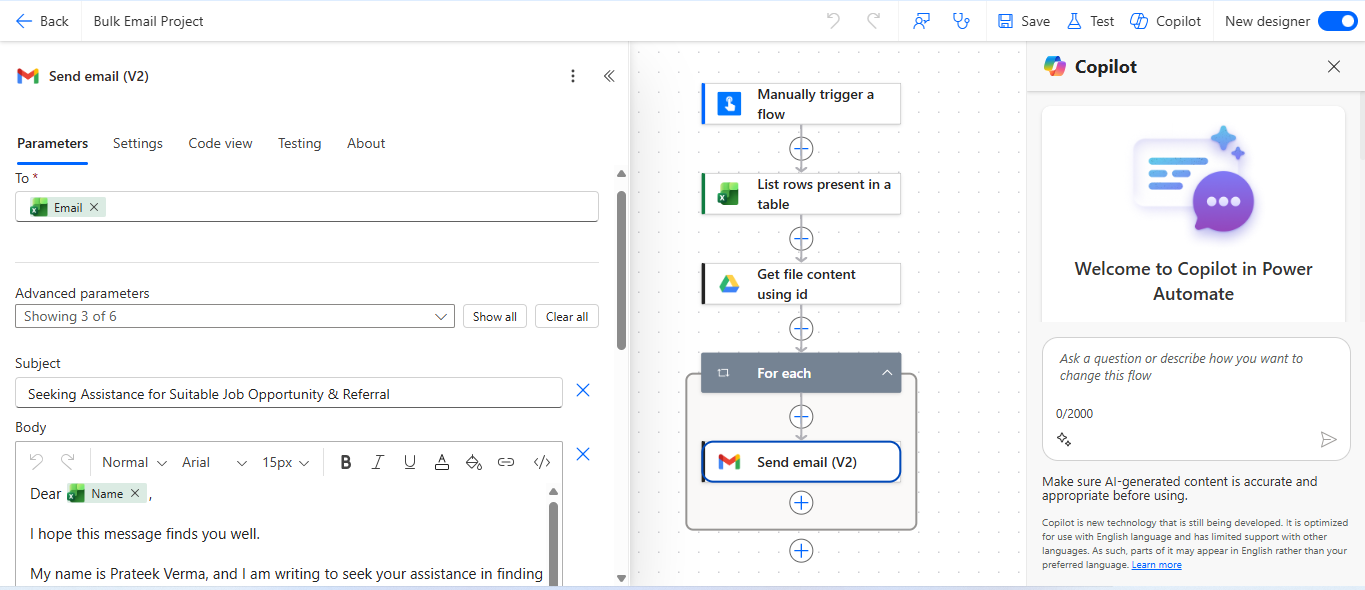 Back
Bulk Email Project
Save
Test
Copilot
New designer
Send email (V2)
Parameters
Settings
Code view
Testing
About
To *
Email
Advanced parameters
Showing 3 of 6
Show all
Clear all
Subject
Seeking Assistance for Suitable Job Opportunity & Referral
Body
Normal
Arial
15px
B
I
U
A
Dear Name ,
I hope this message finds you well.
My name is Prateek Verma, and I am writing to seek your assistance in finding
Manually trigger a
flow
List rows present in a
table
Get file content
using id
For each
Send email (V2)
Copilot
Welcome to Copilot in Power
Automate
Ask a question or describe how you want to
change this flow
0/2000
Make sure AI-generated content is accurate and
appropriate before using.
Copilot is new technology that is still being developed. It is optimized
for use with English language and has limited support with other
languages. As such, parts of it may appear in English rather than your
preferred language. Learn more